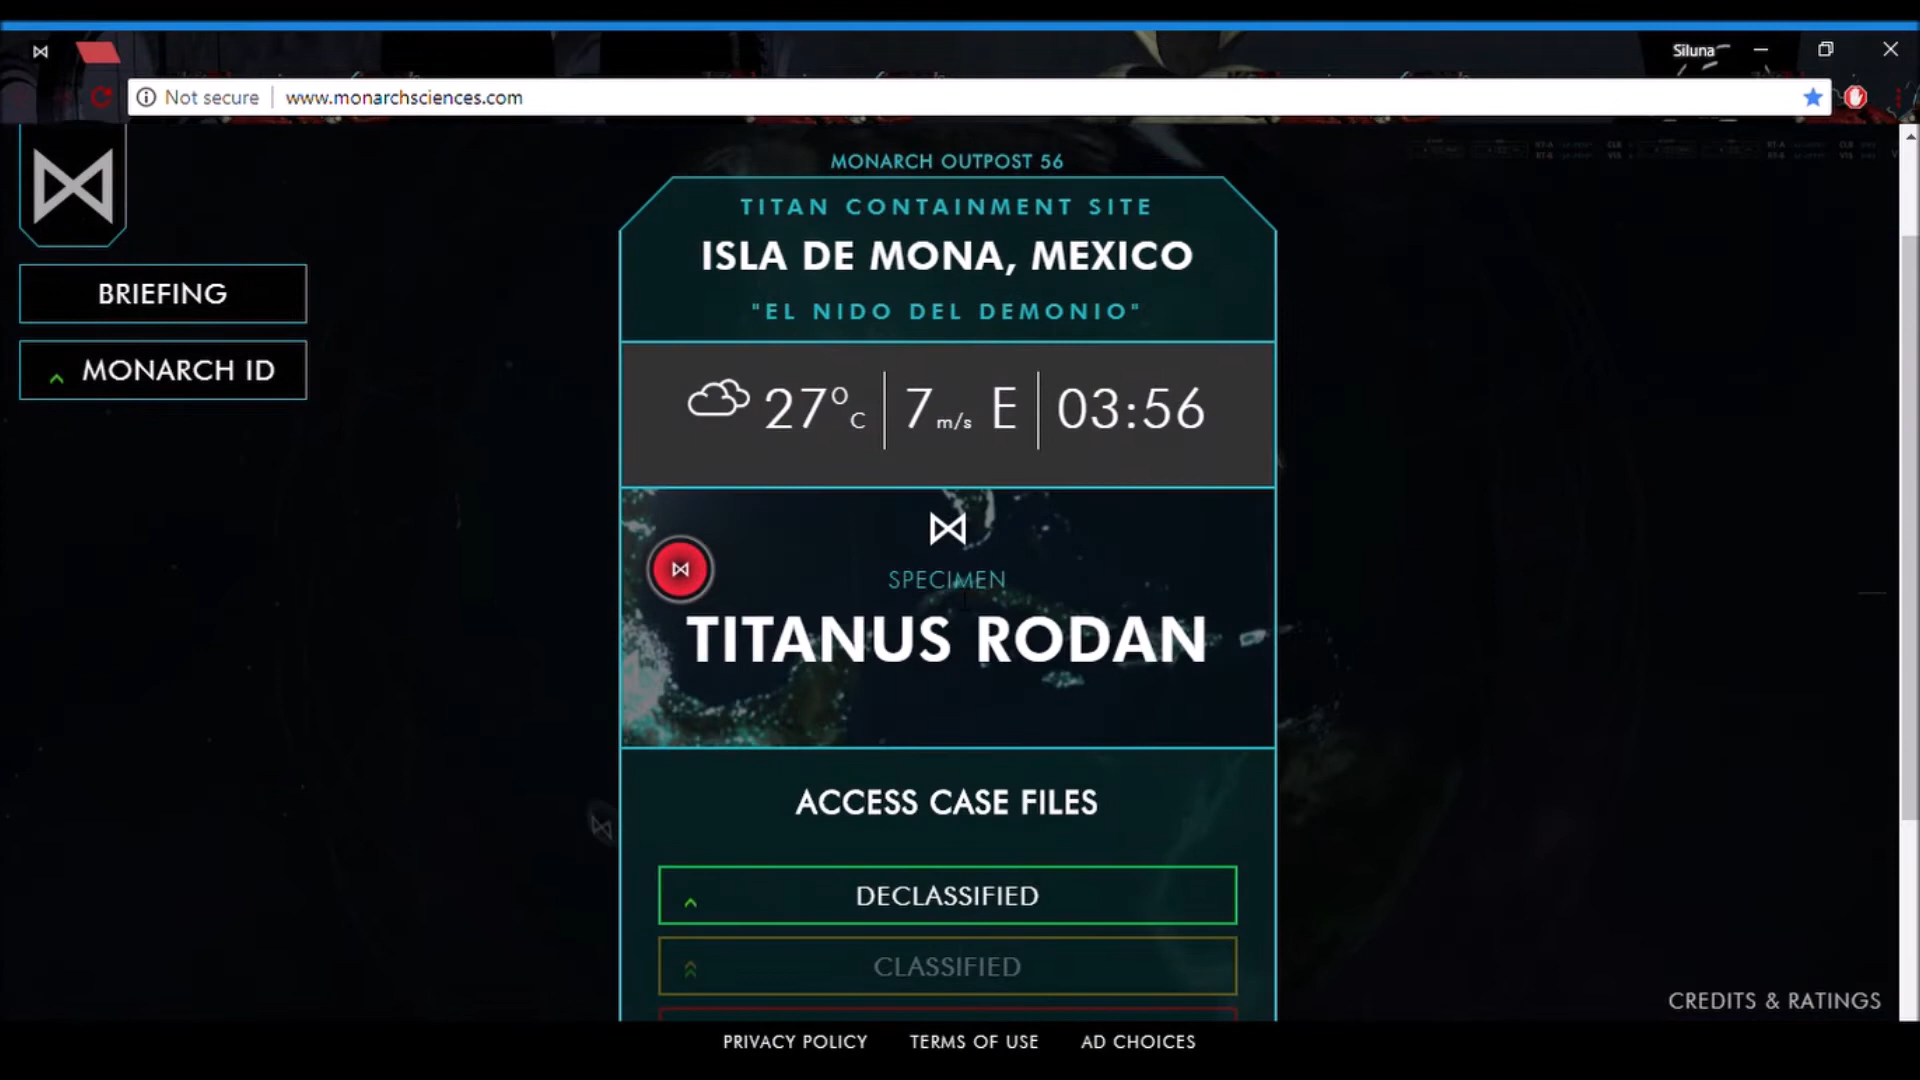 Siluna
Not secure
www.monarchsciences.com
MONARCH OUTPOST 56
TITAN CONTAINMENT SITE
ISLA DE MONA, MEXICO
"EL NIDO DEL DEMONIO"
BRIEFING
MONARCH ID
27°C
7 m/s E
03:56
SPECIMEN
TITANUS RODAN
ACCESS CASE FILES
DECLASSIFIED
CLASSIFIED
CREDITS & RATINGS
PRIVACY POLICY
TERMS OF USE
AD CHOICES